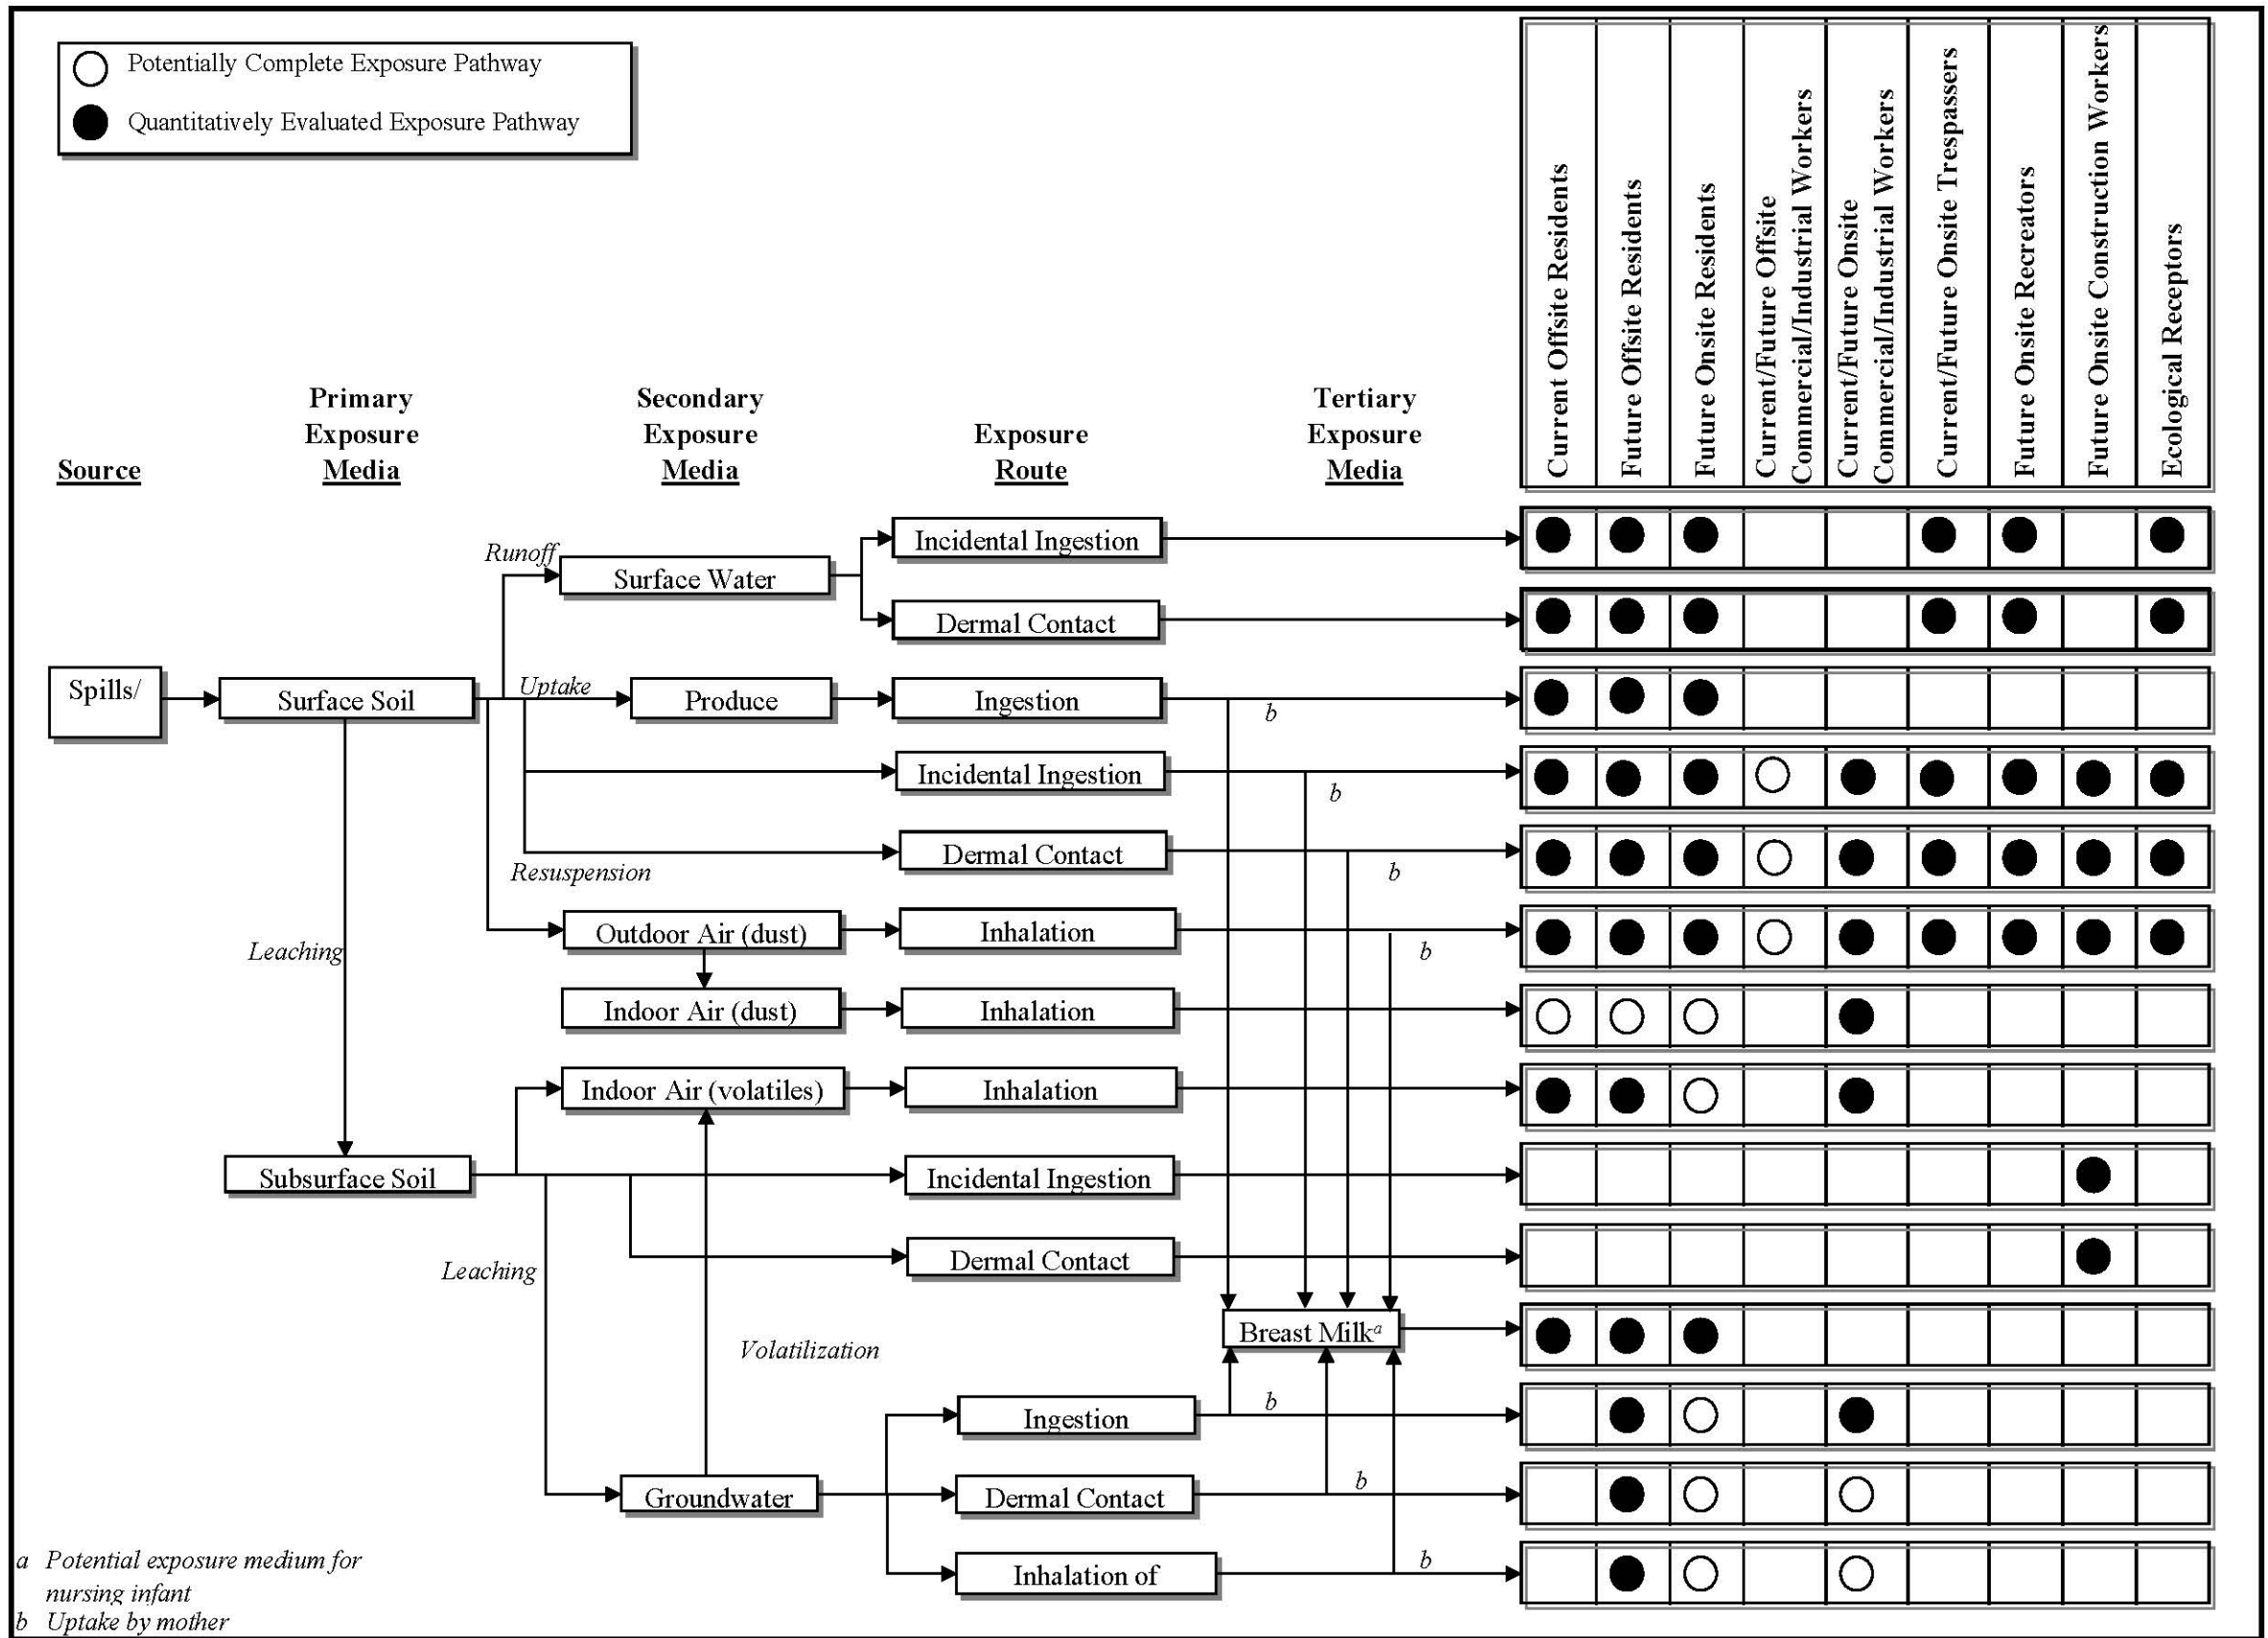 Potentially Complete Exposure Pathway
Quantitatively Evaluated Exposure Pathway
Current Offsite Residents
Future Offsite Residents
Future Onsite Residents
Current/Future Offsite
Commercial/Industrial Workers
Current/Future Onsite
Commercial/Industrial Workers
Current/Future Onsite Trespassers
Future Onsite Recreators
Future Onsite Construction Workers
Ecological Receptors
Source
Primary
Exposure
Media
Secondary
Exposure
Media
Exposure
Route
Tertiary
Exposure
Media
Runoff
Surface Water
Incidental Ingestion
Dermal Contact
Spills/
Surface Soil
Uptake
Produce
Ingestion
b
Incidental Ingestion
b
Dermal Contact
b
Resuspension
Outdoor Air (dust)
Inhalation
b
Leaching
Indoor Air (dust)
Inhalation
Indoor Air (volatiles)
Inhalation
Subsurface Soil
Incidental Ingestion
Dermal Contact
Leaching
Breast Milkᵃ
Volatilization
Ingestion
b
Groundwater
Dermal Contact
b
Inhalation of
b
a Potential exposure medium for
nursing infant
b Uptake by mother